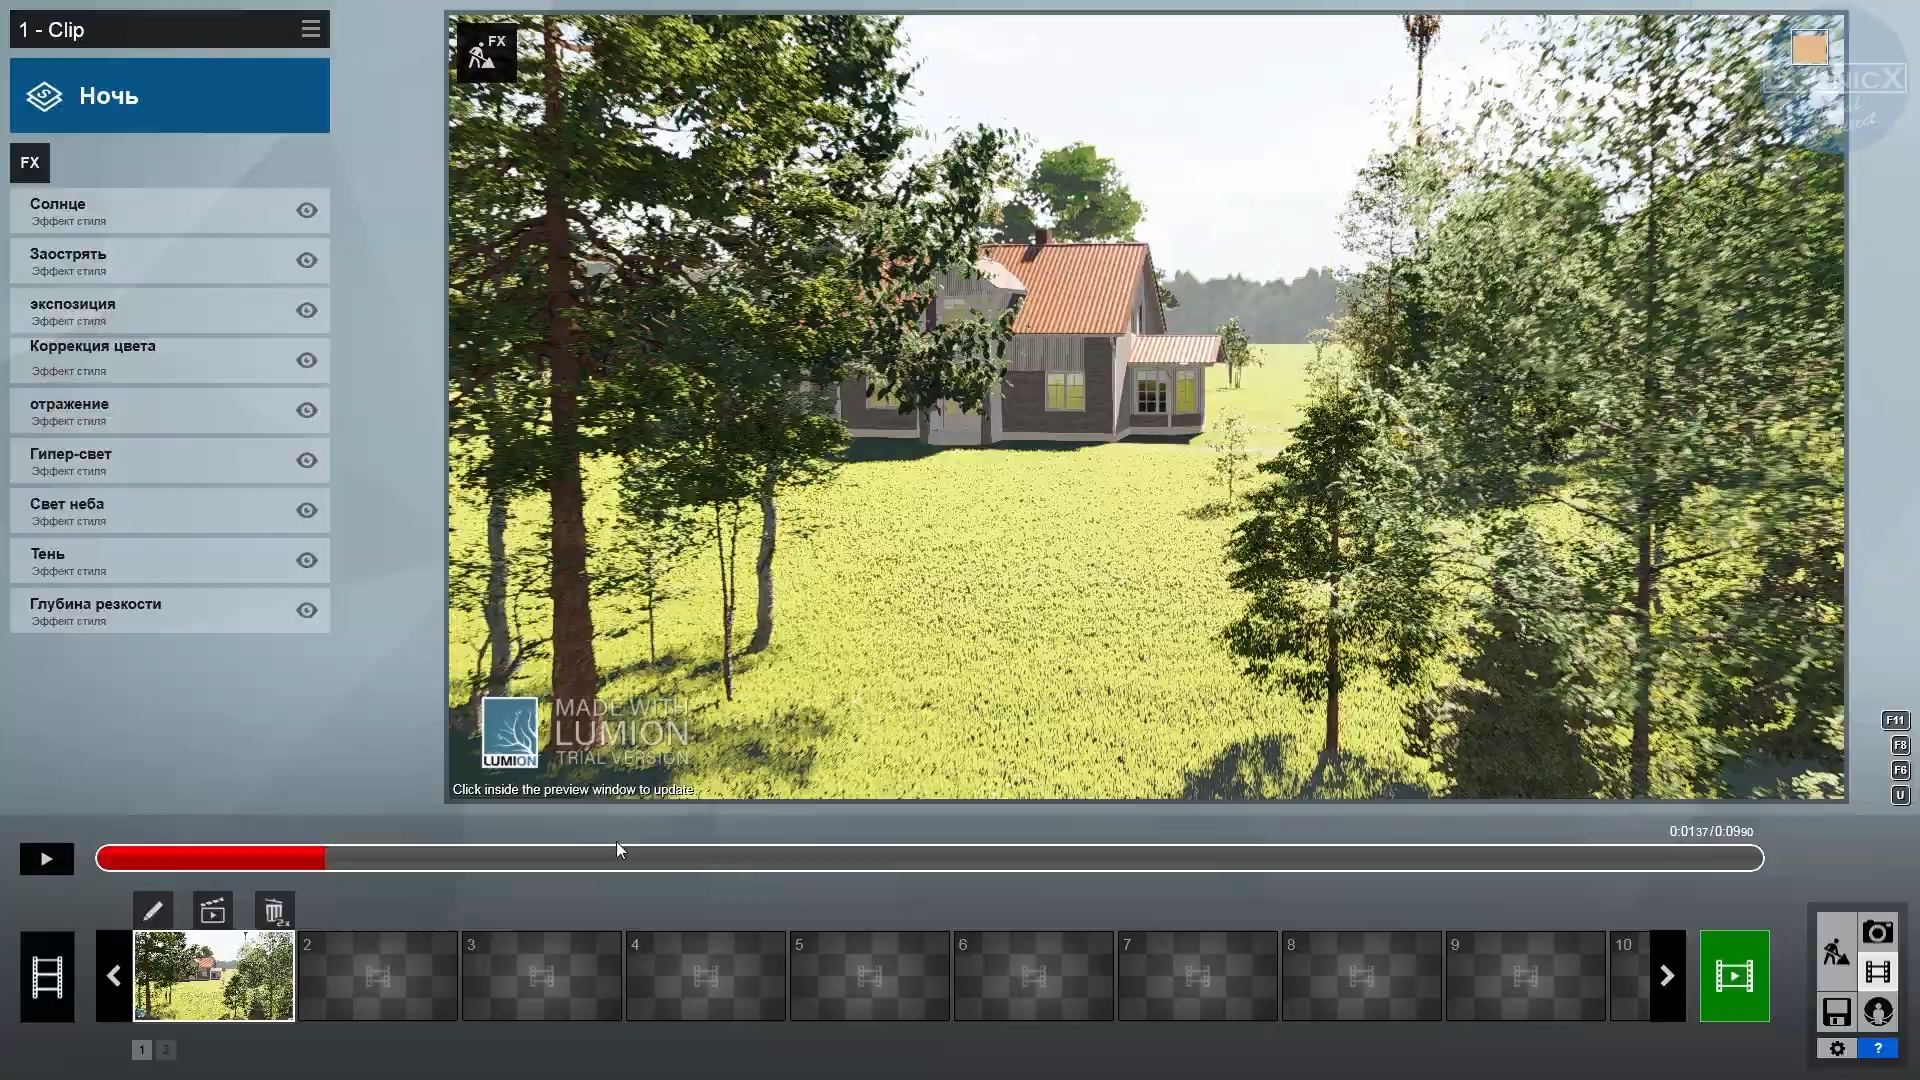 1 - Clip
Ночь
FX
Солнце
Эффект стиля
Заострять
Эффект стиля
экспозиция
Эффект стиля
Коррекция цвета
Эффект стиля
отражение
Эффект стиля
Гипер-свет
Эффект стиля
Свет неба
Эффект стиля
Тень
Эффект стиля
Глубина резкости
Эффект стиля
FX
MADE WITH
LUMION
TRIAL VERSION
LUMION
Click inside the preview window to update
F11
F8
F6
U
0:0137/0:0990
2x
2
3
4
5
6
7
8
9
10
1
2
?